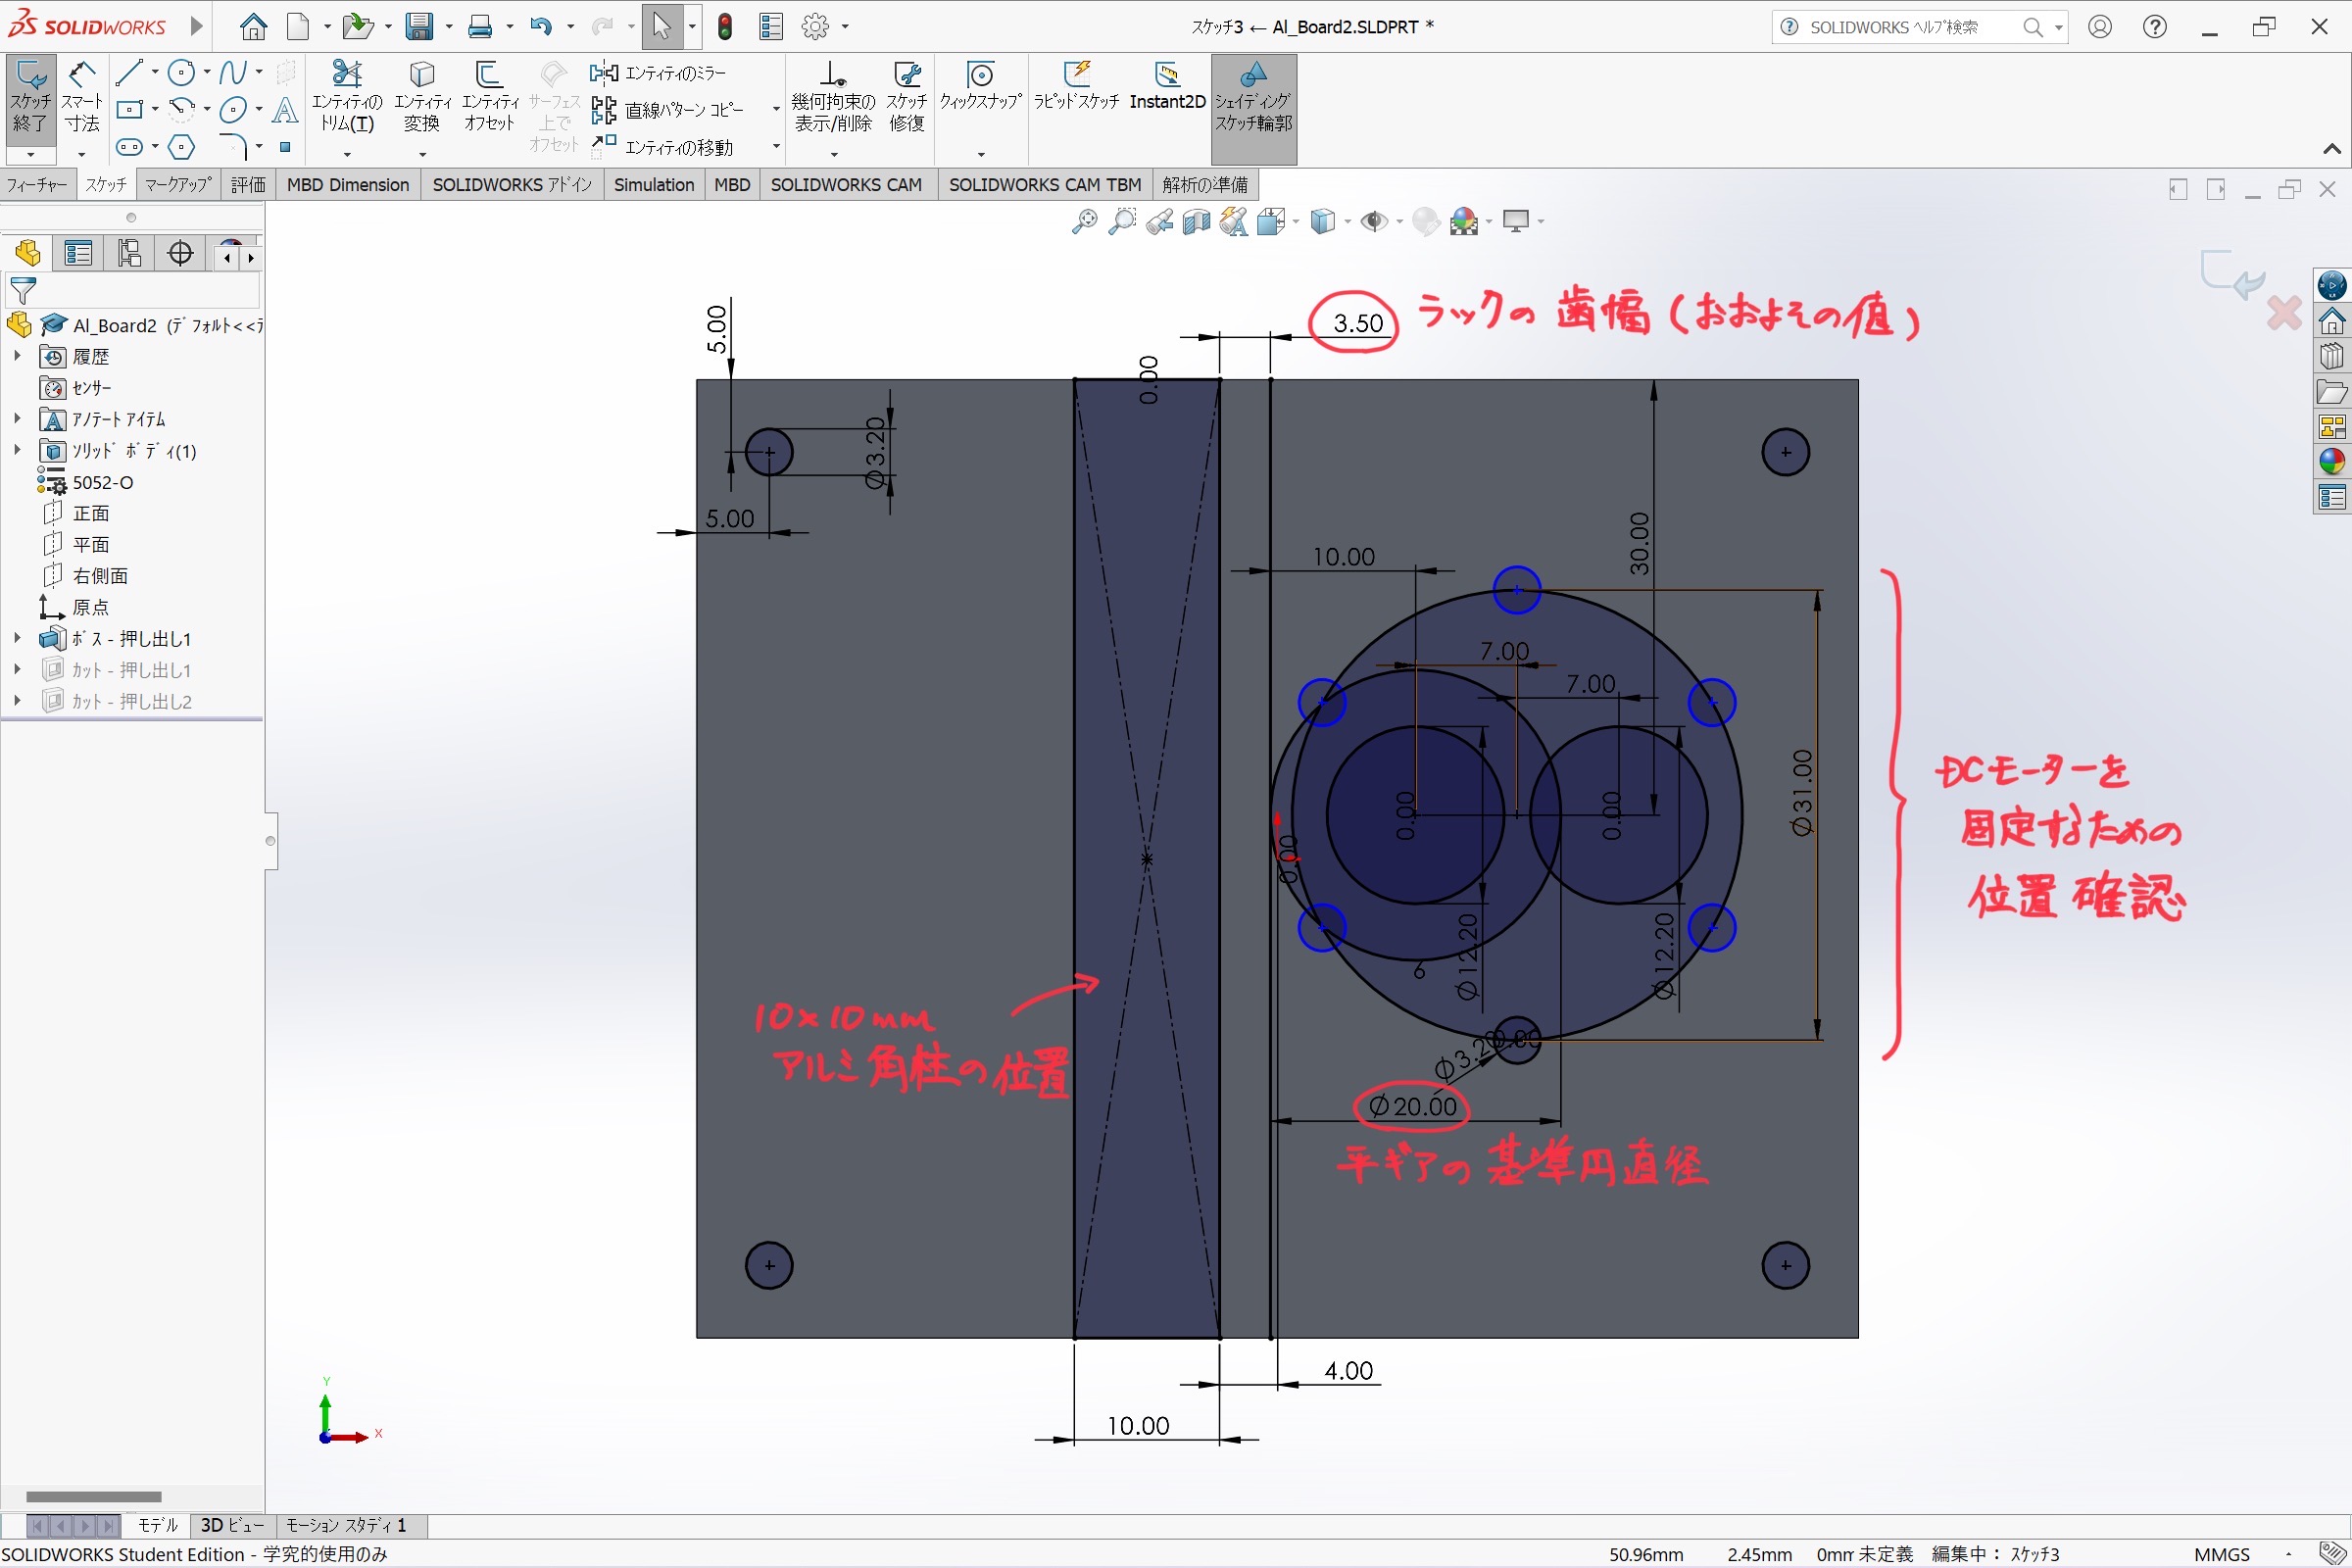 SOLIDWORKS
スケッチ3 ← Al_Board2.SLDPRT *
SOLIDWORKS ヘルプ検索
スケッチ終了
スマート寸法
エンティティのトリム(T)
エンティティ変換
エンティティオフセット
サーフェス上でオフセット
エンティティのミラー
直線パターン コピー
エンティティの移動
幾何拘束の表示/削除
スケッチ修復
クイックスナップ
ラピッドスケッチ
Instant2D
シェイディングスケッチ輪郭
フィーチャー
スケッチ
マークアップ
評価
MBD Dimension
SOLIDWORKS アドイン
Simulation
MBD
SOLIDWORKS CAM
SOLIDWORKS CAM TBM
解析の準備
Al_Board2 (デフォルト<<デ
履歴
センサー
アノテート アイテム
ソリッド ボディ(1)
5052-O
正面
平面
右側面
原点
ボス - 押し出し1
カット - 押し出し1
カット - 押し出し2
5.00
3.50
ラックの 歯幅 (おおよその値)
0.00
Ø3.20
5.00
10.00
30.00
7.00
7.00
0.00
0.00
0.00
Ø31.00
DCモーターを
固定するための
位置 確認
6
Ø12.20
Ø12.20
10×10mm
アルミ角柱の位置
Ø3.20
0.00
Ø20.00
平ギアの 基準円直径
4.00
10.00
Y
X
モデル
3D ビュー
モーション スタディ 1
SOLIDWORKS Student Edition - 学究的使用のみ
50.96mm
2.45mm
0mm 未定義
編集中： スケッチ3
MMGS